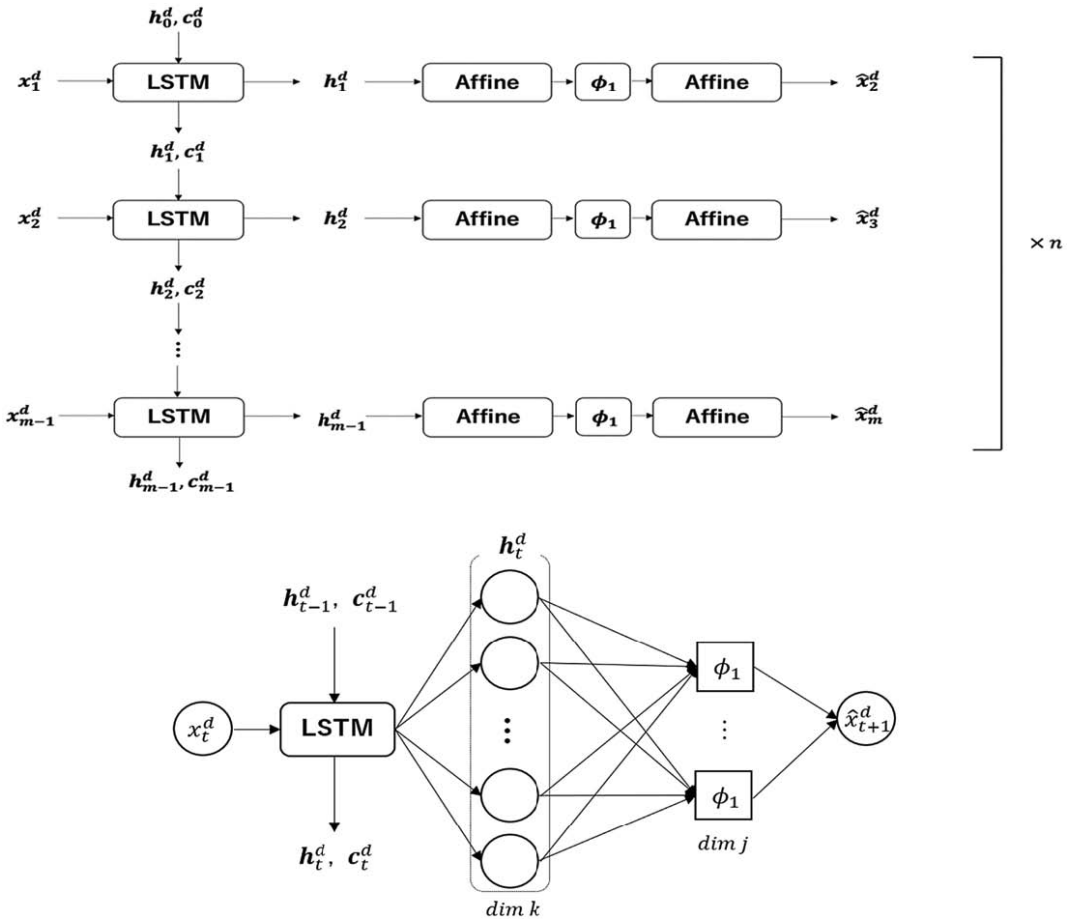 h_0^d, c_0^d
x_1^d LSTM h_1^d Affine ϕ_1 Affine x̂_2^d
h_1^d, c_1^d
x_2^d LSTM h_2^d Affine ϕ_1 Affine x̂_3^d
× n
h_2^d, c_2^d
⋮
x_{m-1}^d LSTM h_{m-1}^d Affine ϕ_1 Affine x̂_m^d
h_{m-1}^d, c_{m-1}^d
h_t^d
h_{t-1}^d, c_{t-1}^d
ϕ_1
x_t^d LSTM ⋮ ⋮ x̂_{t+1}^d
ϕ_1
h_t^d, c_t^d
dim j
dim k